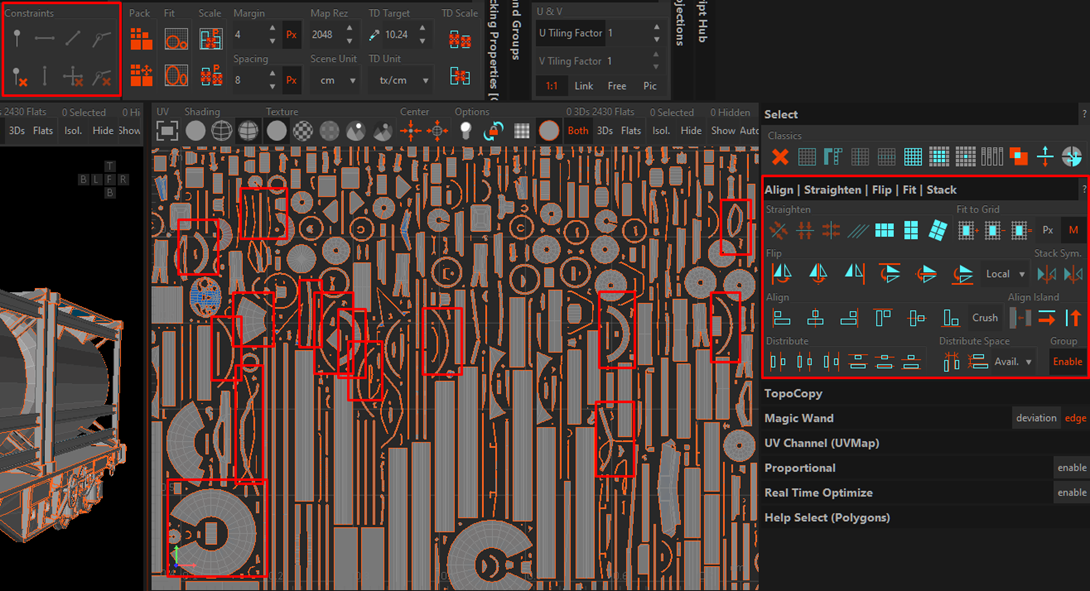 Constraints
Pack Fit Scale Margin Map Rez TD Target TD Scale
4 Px 2048 10.24
Spacing Scene Unit TD Unit
8 Px cm tx/cm
cking Properties [
and Groups
U & V
U Tiling Factor 1
V Tiling Factor 1
1:1 Link Free Pic
ojections
ript Hub
s: 2430 Flats 0 Selected 0 Hi
3Ds Flats Isol. Hide Show
UV Shading Texture Center Options 0 3Ds: 2430 Flats 0 Selected 0 Hidden
Both 3Ds Flats Isol. Hide Show Auto
T
B L F R
B
Select ?
Classics
Align | Straighten | Flip | Fit | Stack ?
Straighten Fit to Grid
Px M
Flip Stack Sym.
Local
Align Align Island
Crush
Distribute Distribute Space Group
Avail. Enable
TopoCopy
Magic Wand deviation edge
UV Channel (UVMap)
Proportional enable
Real Time Optimize enable
Help Select (Polygons)